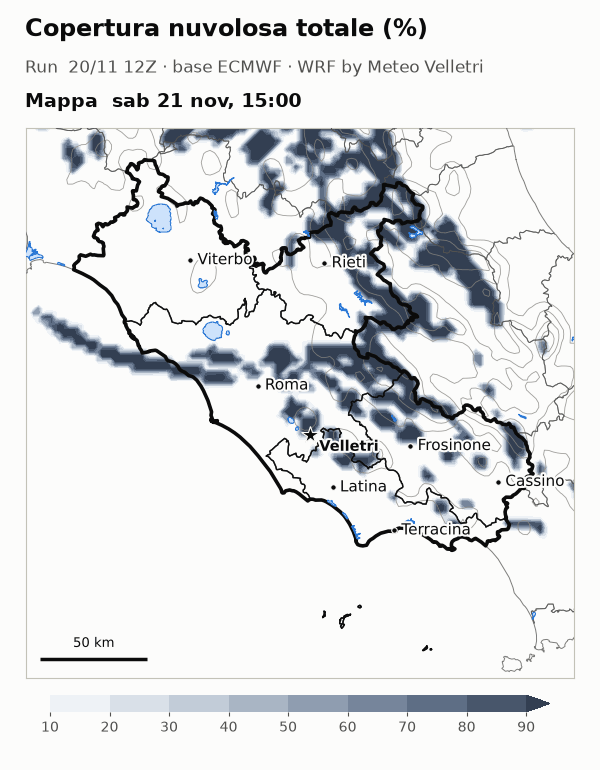 Copertura nuvolosa totale (%)
Run  20/11 12Z · base ECMWF · WRF by Meteo Velletri
Mappa  sab 21 nov, 15:00
Viterbo
Rieti
Roma
Velletri
Frosinone
Latina
Cassino
Terracina
50 km
10 20 30 40 50 60 70 80 90